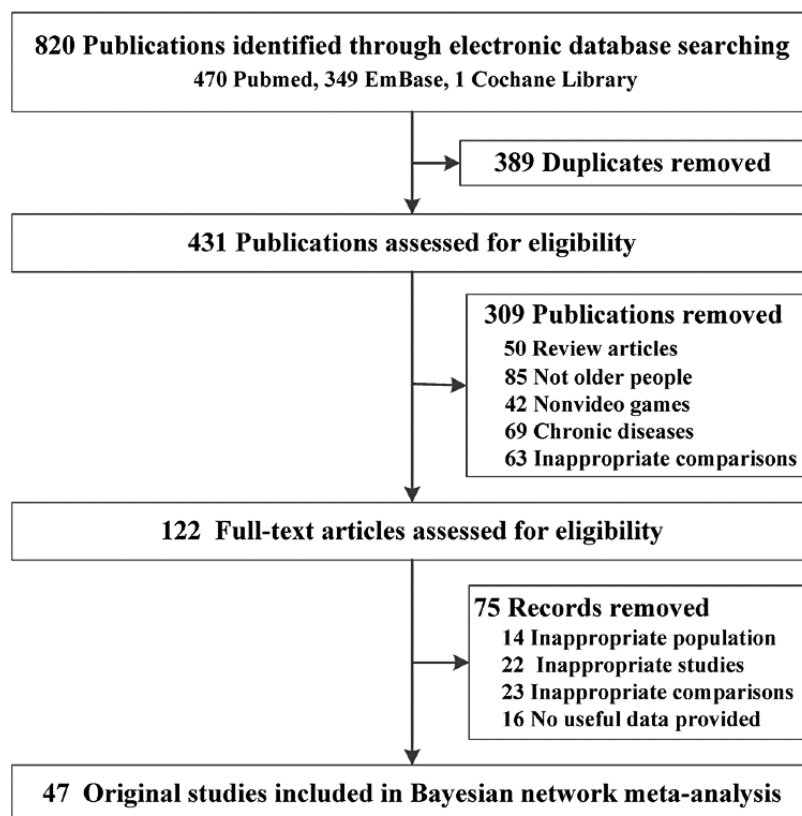 820 Publications identified through electronic database searching
470 Pubmed, 349 EmBase, 1 Cochane Library
389 Duplicates removed
431 Publications assessed for eligibility
309 Publications removed
50 Review articles
85 Not older people
42 Nonvideo games
69 Chronic diseases
63 Inappropriate comparisons
122 Full-text articles assessed for eligibility
75 Records removed
14 Inappropriate population
22 Inappropriate studies
23 Inappropriate comparisons
16 No useful data provided
47 Original studies included in Bayesian network meta-analysis